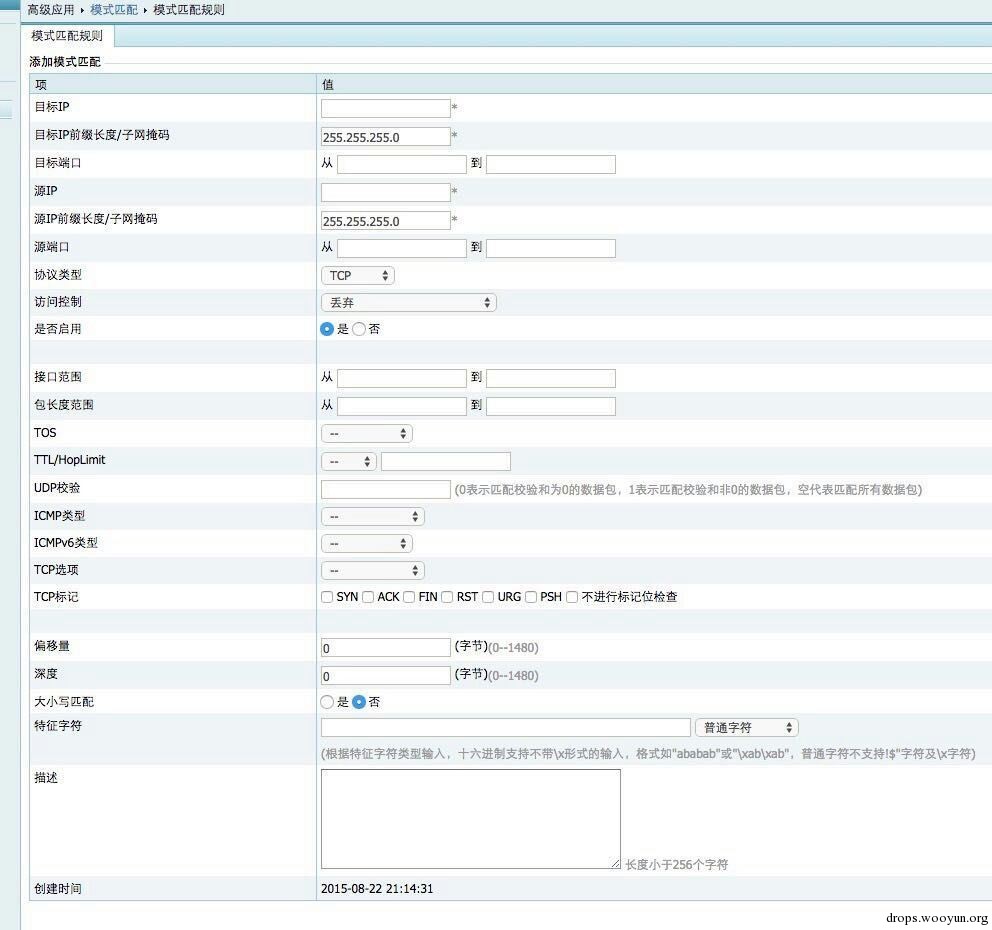 高级应用 ▸ 模式匹配 ▸ 模式匹配规则
模式匹配规则
添加模式匹配
项 值
目标IP *
目标IP前缀长度/子网掩码 255.255.255.0 *
目标端口 从 到
源IP *
源IP前缀长度/子网掩码 255.255.255.0 *
源端口 从 到
协议类型 TCP
访问控制 丢弃
是否启用 是 否
接口范围 从 到
包长度范围 从 到
TOS --
TTL/HopLimit --
UDP校验 (0表示匹配校验和为0的数据包，1表示匹配校验和非0的数据包，空代表匹配所有数据包)
ICMP类型 --
ICMPv6类型 --
TCP选项 --
TCP标记 SYN ACK FIN RST URG PSH 不进行标记位检查
偏移量 0 (字节)(0--1480)
深度 0 (字节)(0--1480)
大小写匹配 是 否
特征字符 普通字符
(根据特征字符类型输入，十六进制支持不带\x形式的输入，格式如"ababab"或"\xab\xab"，普通字符不支持!$"字符及\x字符)
描述 长度小于256个字符
创建时间 2015-08-22 21:14:31
drops.wooyun.org